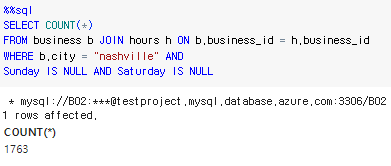 %%sql
SELECT COUNT(*)
FROM business b JOIN hours h ON b.business_id = h.business_id
WHERE b.city = "nashville" AND
Sunday IS NULL AND Saturday IS NULL
* mysql://B02:***@testproject.mysql.database.azure.com:3306/B02
1 rows affected.
COUNT(*)
1763